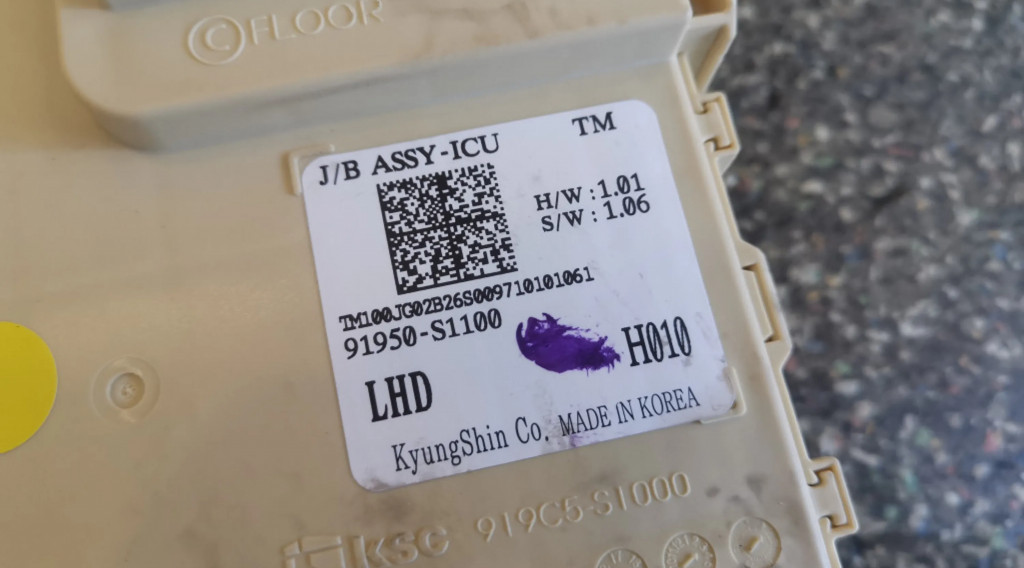 ©FLOOR
J/B ASSY-ICU TM
H/W : 1.01
S/W : 1.06
TM100JG02B26S009710101061
91950-S1100
LHD H010
KyungShin Co. MADE IN KOREA
KSC 919C5-S1000